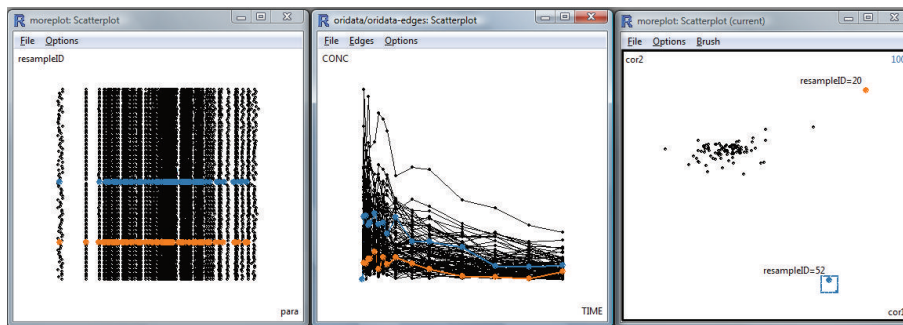 moreplot: Scatterplot
File Options
resampleID
para
oridata/oridata-edges: Scatterplot
File Edges Options
CONC
TIME
moreplot: Scatterplot (current)
File Options Brush
cor2
100
resampleID=20
resampleID=52